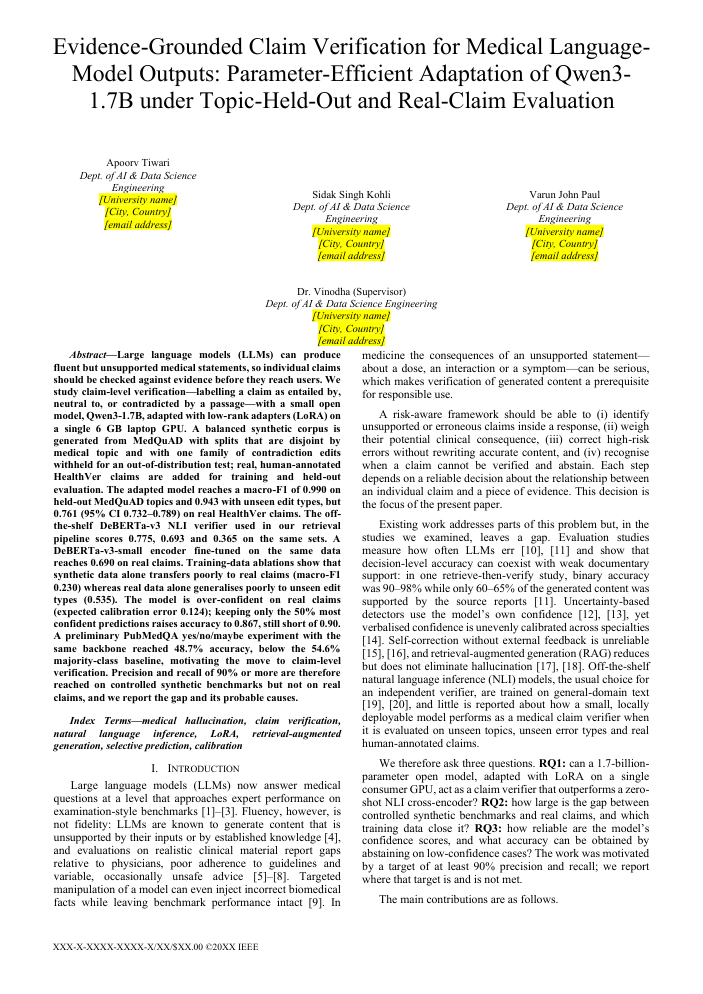 Evidence-Grounded Claim Verification for Medical Language-
Model Outputs: Parameter-Efficient Adaptation of Qwen3-
1.7B under Topic-Held-Out and Real-Claim Evaluation
Apoorv Tiwari
Dept. of AI & Data Science
Engineering
[University name]
[City, Country]
[email address]
Sidak Singh Kohli
Dept. of AI & Data Science
Engineering
[University name]
[City, Country]
[email address]
Varun John Paul
Dept. of AI & Data Science
Engineering
[University name]
[City, Country]
[email address]
Dr. Vinodha (Supervisor)
Dept. of AI & Data Science Engineering
[University name]
[City, Country]
[email address]
Abstract—Large language models (LLMs) can produce
fluent but unsupported medical statements, so individual claims
should be checked against evidence before they reach users. We
study claim-level verification—labelling a claim as entailed by,
neutral to, or contradicted by a passage—with a small open
model, Qwen3-1.7B, adapted with low-rank adapters (LoRA) on
a single 6 GB laptop GPU. A balanced synthetic corpus is
generated from MedQuAD with splits that are disjoint by
medical topic and with one family of contradiction edits
withheld for an out-of-distribution test; real, human-annotated
HealthVer claims are added for training and held-out
evaluation. The adapted model reaches a macro-F1 of 0.990 on
held-out MedQuAD topics and 0.943 with unseen edit types, but
0.761 (95% CI 0.732–0.789) on real HealthVer claims. The off-
the-shelf DeBERTa-v3 NLI verifier used in our retrieval
pipeline scores 0.775, 0.693 and 0.365 on the same sets. A
DeBERTa-v3-small encoder fine-tuned on the same data
reaches 0.690 on real claims. Training-data ablations show that
synthetic data alone transfers poorly to real claims (macro-F1
0.230) whereas real data alone generalises poorly to unseen edit
types (0.535). The model is over-confident on real claims
(expected calibration error 0.124); keeping only the 50% most
confident predictions raises accuracy to 0.867, still short of 0.90.
A preliminary PubMedQA yes/no/maybe experiment with the
same backbone reached 48.7% accuracy, below the 54.6%
majority-class baseline, motivating the move to claim-level
verification. Precision and recall of 90% or more are therefore
reached on controlled synthetic benchmarks but not on real
claims, and we report the gap and its probable causes.
Index Terms—medical hallucination, claim verification,
natural language inference, LoRA, retrieval-augmented
generation, selective prediction, calibration
I. INTRODUCTION
Large language models (LLMs) now answer medical
questions at a level that approaches expert performance on
examination-style benchmarks [1]–[3]. Fluency, however, is
not fidelity: LLMs are known to generate content that is
unsupported by their inputs or by established knowledge [4],
and evaluations on realistic clinical material report gaps
relative to physicians, poor adherence to guidelines and
variable, occasionally unsafe advice [5]–[8]. Targeted
manipulation of a model can even inject incorrect biomedical
facts while leaving benchmark performance intact [9]. In
medicine the consequences of an unsupported statement—
about a dose, an interaction or a symptom—can be serious,
which makes verification of generated content a prerequisite
for responsible use.
A risk-aware framework should be able to (i) identify
unsupported or erroneous claims inside a response, (ii) weigh
their potential clinical consequence, (iii) correct high-risk
errors without rewriting accurate content, and (iv) recognise
when a claim cannot be verified and abstain. Each step
depends on a reliable decision about the relationship between
an individual claim and a piece of evidence. This decision is
the focus of the present paper.
Existing work addresses parts of this problem but, in the
studies we examined, leaves a gap. Evaluation studies
measure how often LLMs err [10], [11] and show that
decision-level accuracy can coexist with weak documentary
support: in one retrieve-then-verify study, binary accuracy
was 90–98% while only 60–65% of the generated content was
supported by the source reports [11]. Uncertainty-based
detectors use the model’s own confidence [12], [13], yet
verbalised confidence is unevenly calibrated across specialties
[14]. Self-correction without external feedback is unreliable
[15], [16], and retrieval-augmented generation (RAG) reduces
but does not eliminate hallucination [17], [18]. Off-the-shelf
natural language inference (NLI) models, the usual choice for
an independent verifier, are trained on general-domain text
[19], [20], and little is reported about how a small, locally
deployable model performs as a medical claim verifier when
it is evaluated on unseen topics, unseen error types and real
human-annotated claims.
We therefore ask three questions. RQ1: can a 1.7-billion-
parameter open model, adapted with LoRA on a single
consumer GPU, act as a claim verifier that outperforms a zero-
shot NLI cross-encoder? RQ2: how large is the gap between
controlled synthetic benchmarks and real claims, and which
training data close it? RQ3: how reliable are the model’s
confidence scores, and what accuracy can be obtained by
abstaining on low-confidence cases? The work was motivated
by a target of at least 90% precision and recall; we report
where that target is and is not met.
The main contributions are as follows.
XXX-X-XXXX-XXXX-X/XX/$XX.00 ©20XX IEEE